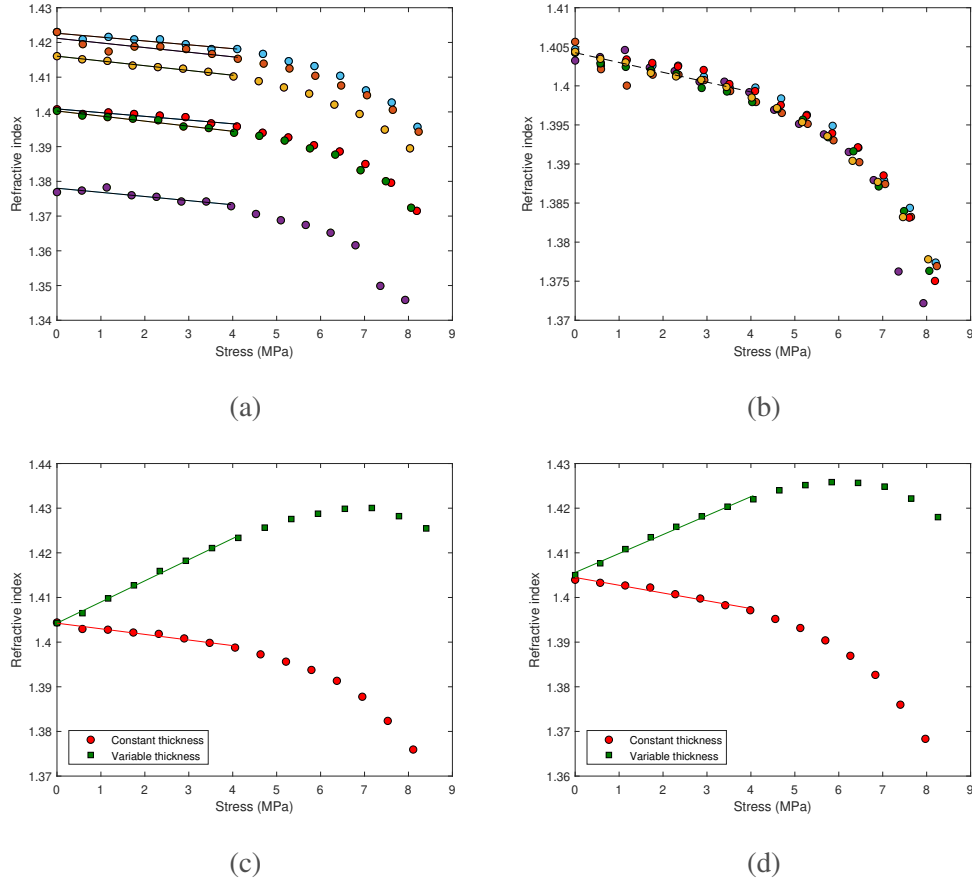 1.43
1.42
1.41
1.4
1.39
1.38
1.37
1.36
1.35
1.34
Refractive index
0 1 2 3 4 5 6 7 8 9
Stress (MPa)
(a)
1.405
1.4
1.395
1.39
1.385
1.38
1.375
1.37
Refractive index
0 1 2 3 4 5 6 7 8 9
Stress (MPa)
(b)
1.44
1.43
1.42
1.41
1.4
1.39
1.38
1.37
Refractive index
Constant thickness
Variable thickness
0 1 2 3 4 5 6 7 8 9
Stress (MPa)
(c)
1.43
1.42
1.41
1.4
1.39
1.38
1.37
1.36
Refractive index
Constant thickness
Variable thickness
0 1 2 3 4 5 6 7 8 9
Stress (MPa)
(d)